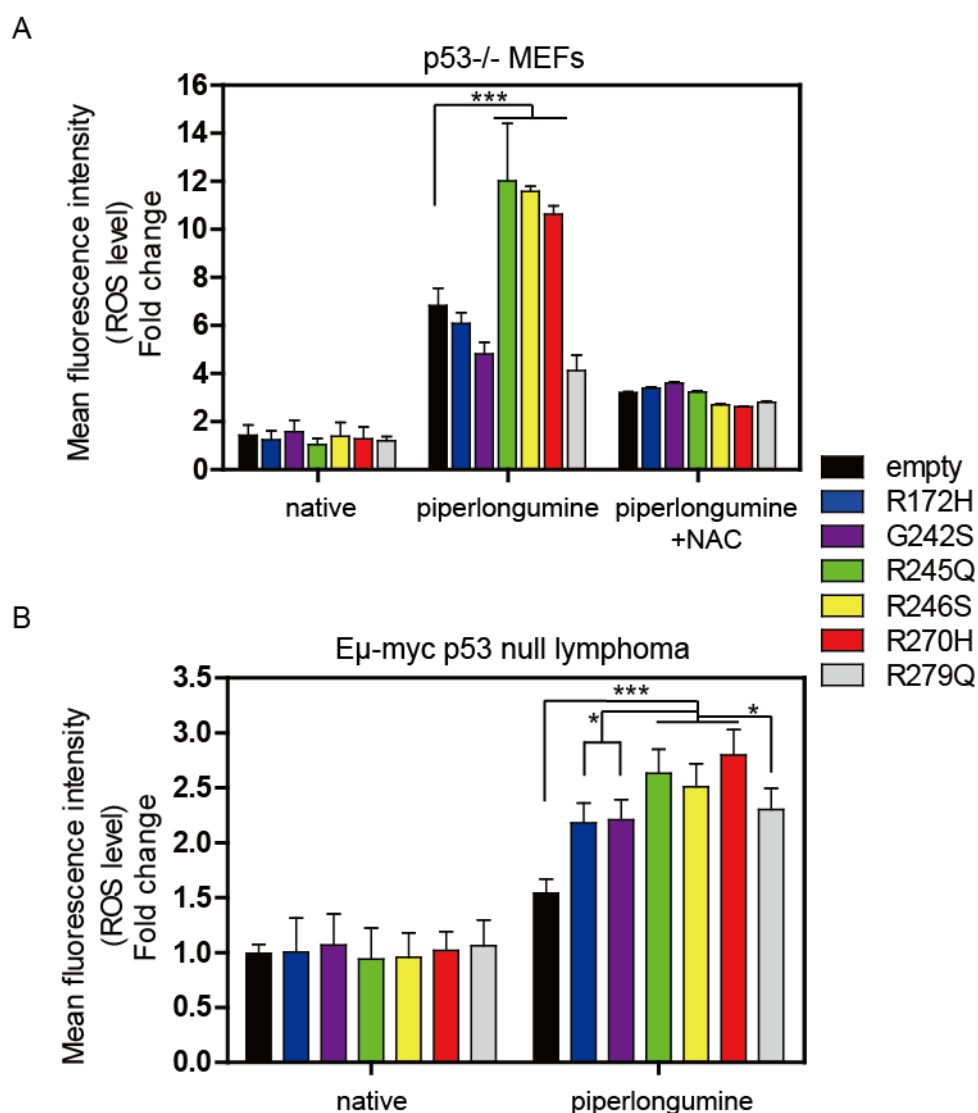 A
p53-/- MEFs
Mean fluorescence intensity
(ROS level)
Fold change
16
14
12
10
8
6
4
2
0
***
native
piperlongumine
piperlongumine
+NAC
empty
R172H
G242S
R245Q
R246S
R270H
R279Q
B
Eμ-myc p53 null lymphoma
Mean fluorescence intensity
(ROS level)
Fold change
3.5
3.0
2.5
2.0
1.5
1.0
0.5
0.0
***
*
*
native
piperlongumine